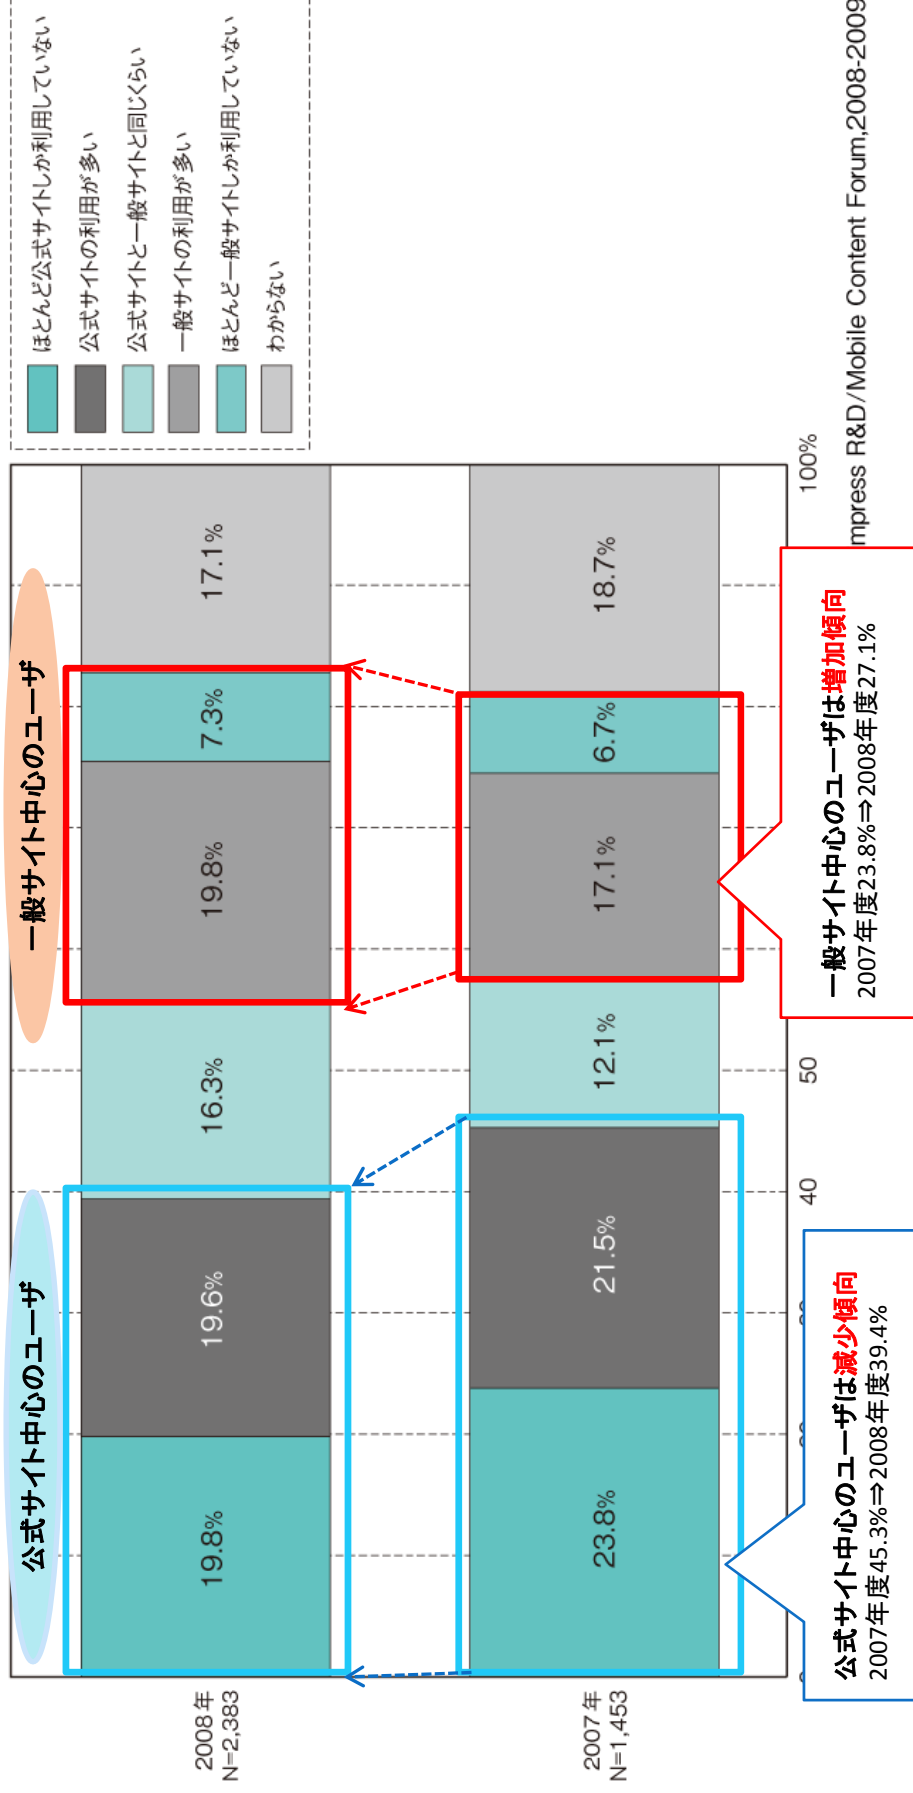 公式サイト中心のユーザ
一般サイト中心のユーザ
ほとんど公式サイトしか利用していない
公式サイトの利用が多い
公式サイトと一般サイトと同じくらい
一般サイトの利用が多い
ほとんど一般サイトしか利用していない
わからない
2008年
N=2,383
19.8%
19.6%
16.3%
19.8%
7.3%
17.1%
2007年
N=1,453
23.8%
21.5%
12.1%
17.1%
6.7%
18.7%
40
50
100%
公式サイト中心のユーザは減少傾向
2007年度45.3%⇒2008年度39.4%
一般サイト中心のユーザは増加傾向
2007年度23.8%⇒2008年度27.1%
mpress R&D/Mobile Content Forum,2008-2009